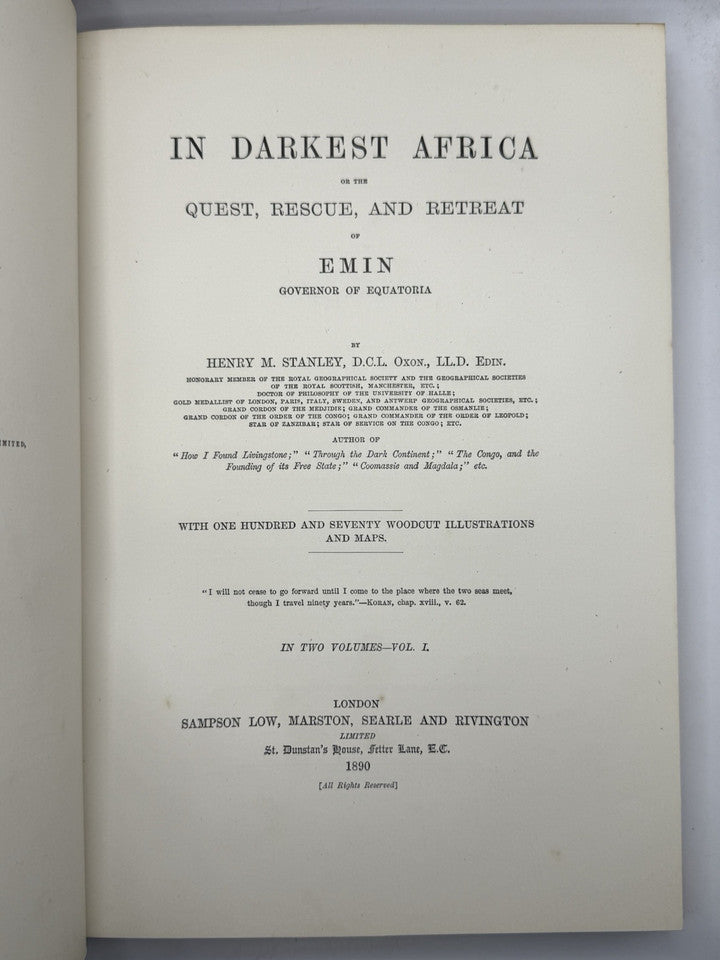 IN DARKEST AFRICA
OR THE
QUEST, RESCUE, AND RETREAT
OF
EMIN
GOVERNOR OF EQUATORIA
BY
HENRY M. STANLEY, D.C.L. OXON., LL.D. EDIN.
HONORARY MEMBER OF THE ROYAL GEOGRAPHICAL SOCIETY AND THE GEOGRAPHICAL SOCIETIES
OF THE ROYAL SCOTTISH, MANCHESTER, ETC.;
DOCTOR OF PHILOSOPHY OF THE UNIVERSITY OF HALLE;
GOLD MEDALLIST OF LONDON, PARIS, ITALY, SWEDEN, AND ANTWERP GEOGRAPHICAL SOCIETIES, ETC.;
GRAND CORDON OF THE MEDJIDIE; GRAND COMMANDER OF THE OSMANLIE;
GRAND CORDON OF THE ORDER OF THE CONGO; GRAND COMMANDER OF THE ORDER OF LEOPOLD;
STAR OF ZANZIBAR; STAR OF SERVICE ON THE CONGO; ETC.
AUTHOR OF
"How I Found Livingstone;" "Through the Dark Continent;" "The Congo, and the
Founding of its Free State;" "Coomassie and Magdala;" etc.
WITH ONE HUNDRED AND SEVENTY WOODCUT ILLUSTRATIONS
AND MAPS.
"I will not cease to go forward until I come to the place where the two seas meet,
though I travel ninety years."—KORAN, chap. xviii., v. 62.
IN TWO VOLUMES—VOL. I.
LONDON
SAMPSON LOW, MARSTON, SEARLE AND RIVINGTON
LIMITED
St. Dunstan's House, Fetter Lane, E.C.
1890
[All Rights Reserved]